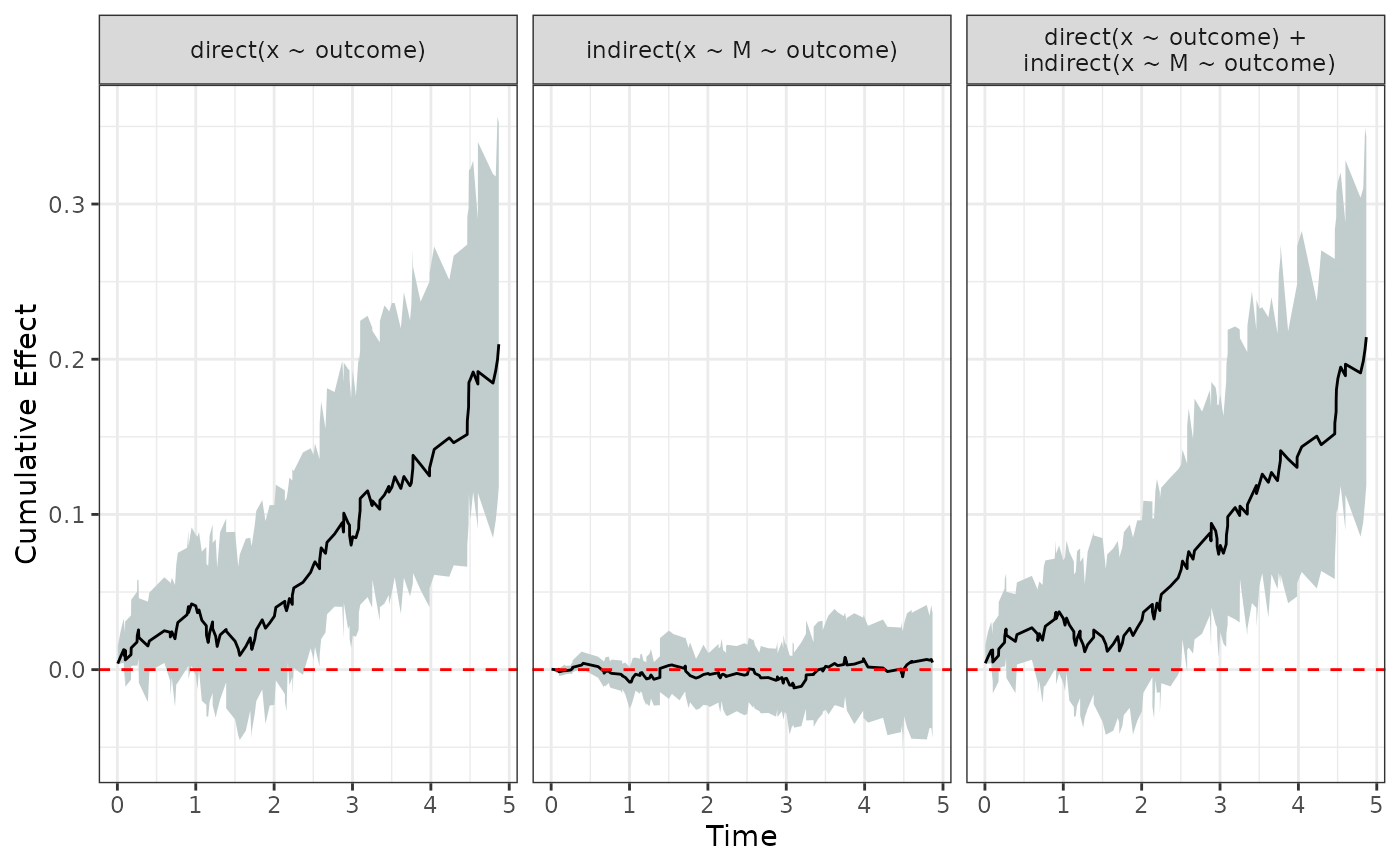 direct(x ~ outcome)
indirect(x ~ M ~ outcome)
direct(x ~ outcome) +
indirect(x ~ M ~ outcome)
Cumulative Effect
0.3
0.2
0.1
0.0
0 1 2 3 4 5
0 1 2 3 4 5
0 1 2 3 4 5
Time